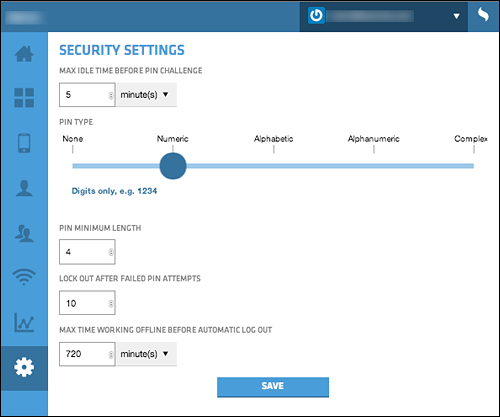 SECURITY SETTINGS
MAX IDLE TIME BEFORE PIN CHALLENGE
5 minute(s)
PIN TYPE
None Numeric Alphabetic Alphanumeric Complex
Digits only, e.g. 1234
PIN MINIMUM LENGTH
4
LOCK OUT AFTER FAILED PIN ATTEMPTS
10
MAX TIME WORKING OFFLINE BEFORE AUTOMATIC LOG OUT
720 minute(s)
SAVE